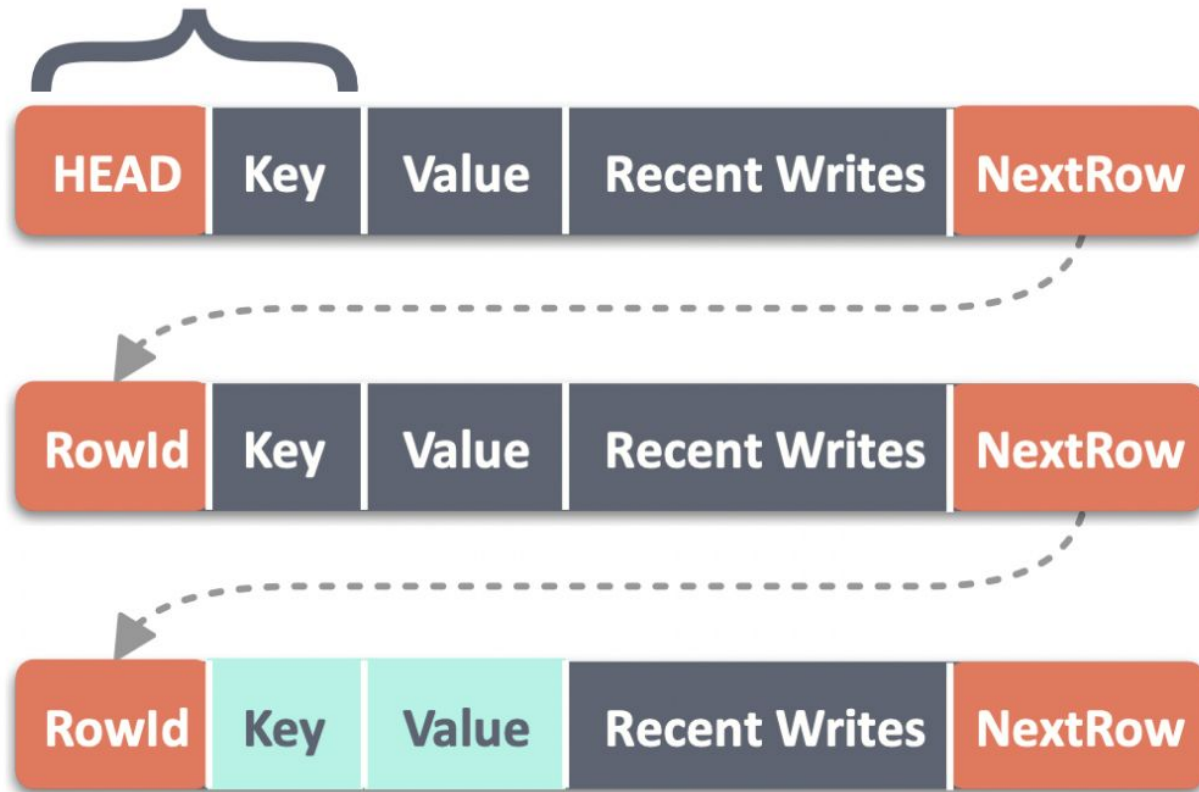 HEAD Key Value Recent Writes NextRow
RowId Key Value Recent Writes NextRow
RowId Key Value Recent Writes NextRow